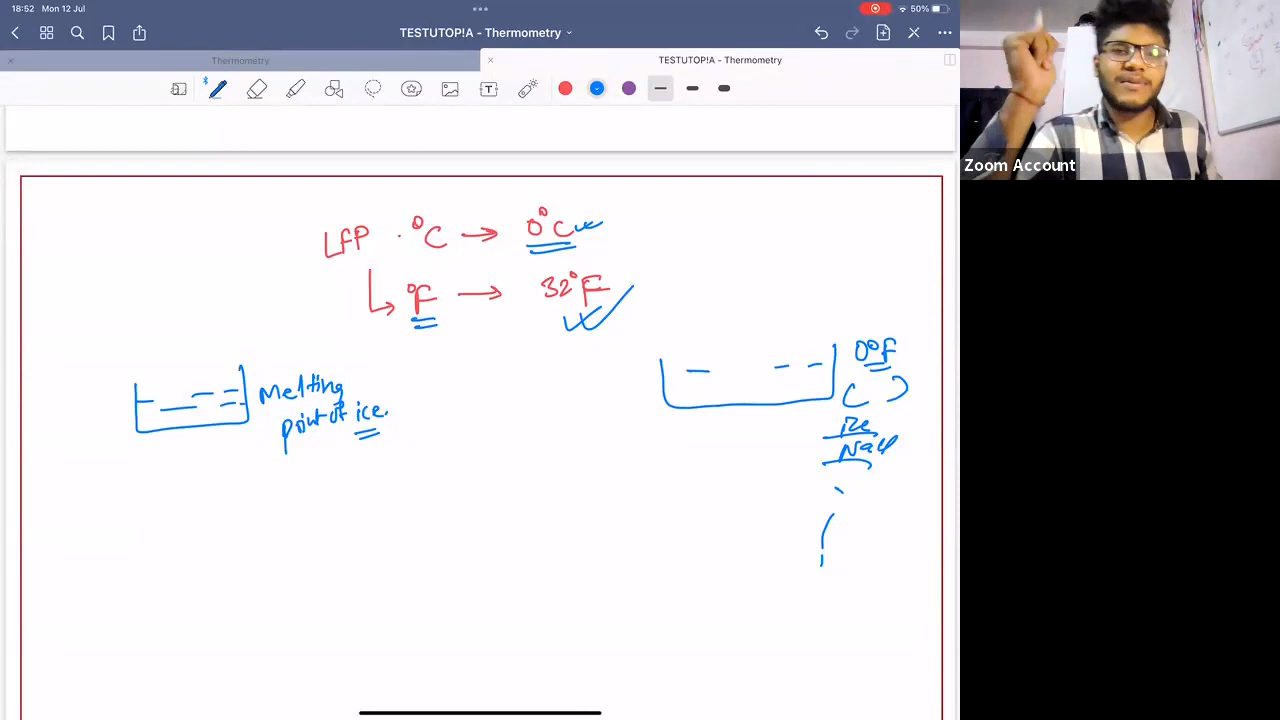 18:52 Mon 12 Jul
50%
TESTUTOP!A - Thermometry
Thermometry
TESTUTOP!A - Thermometry
T
Zoom Account
LFP °C → 0°C
°F → 32°F
0°F
Melting
point of ice.
Ice
NaCl